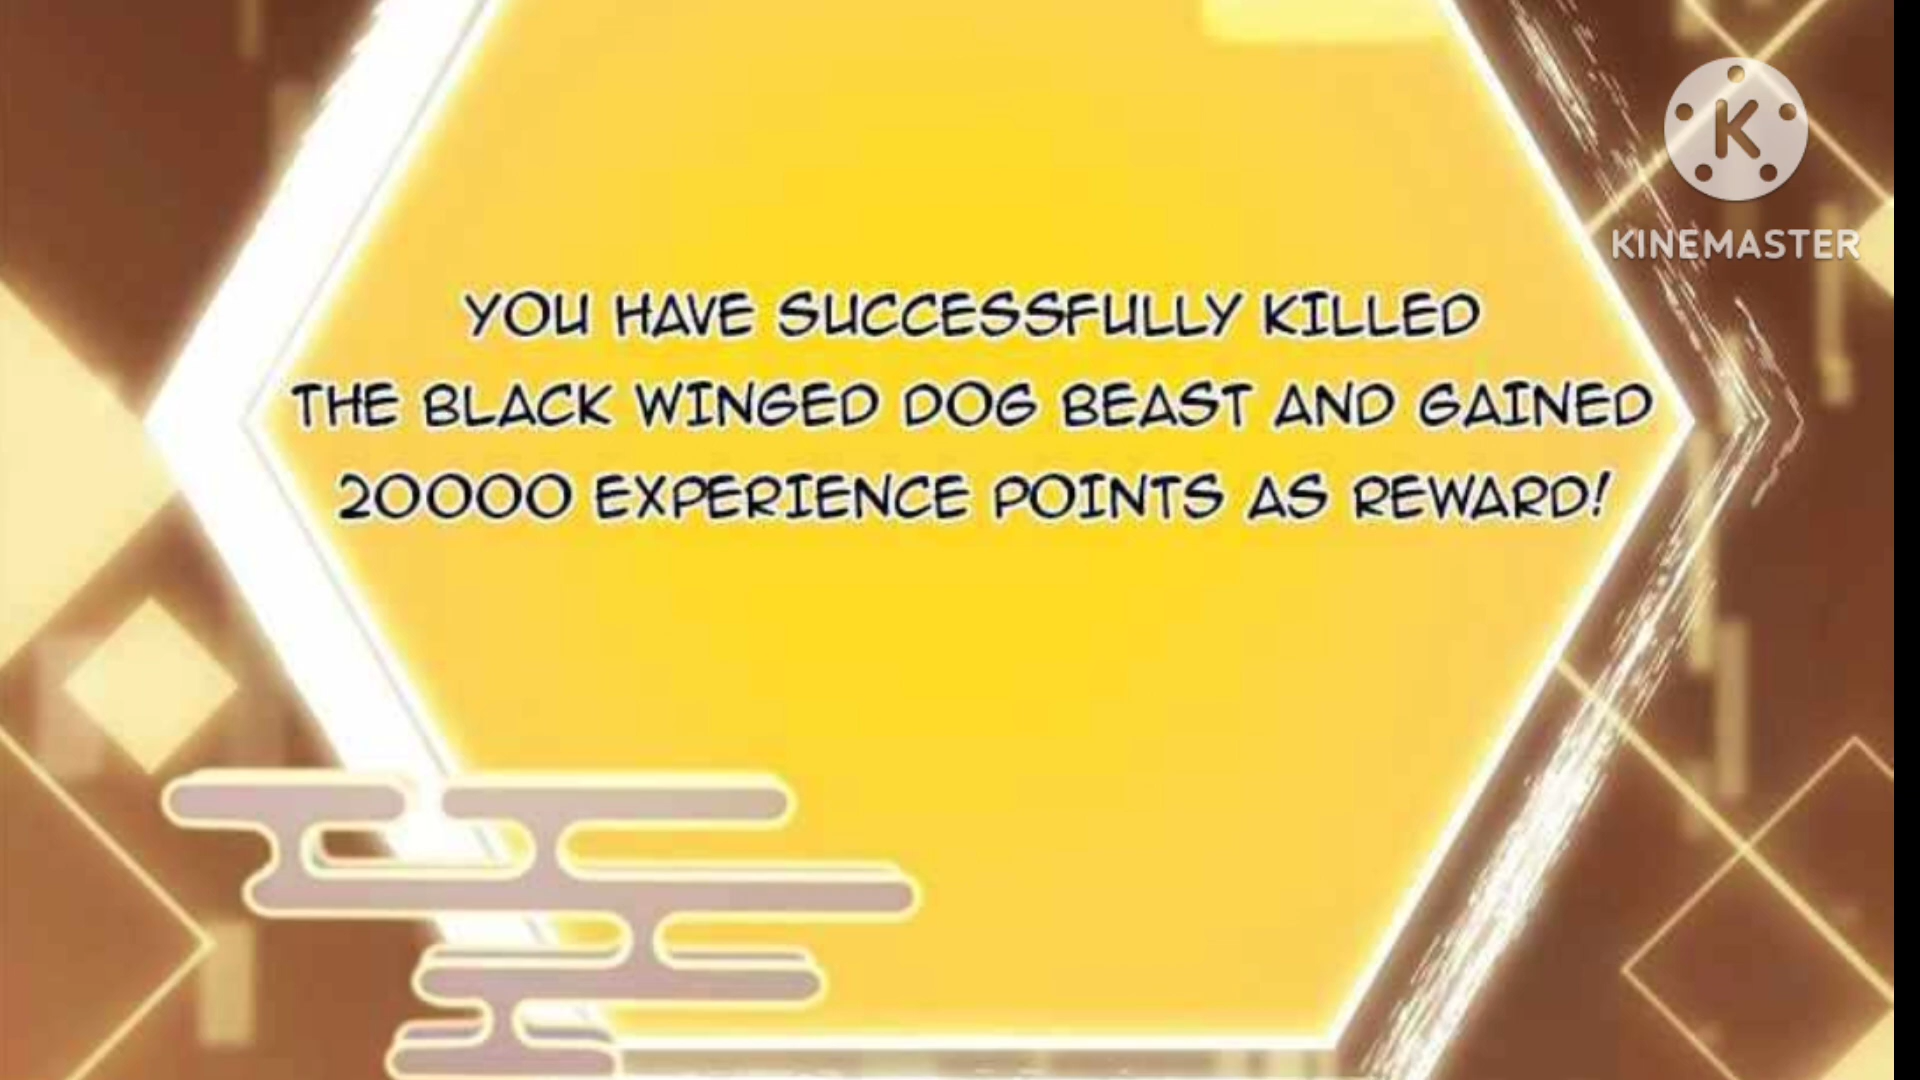 K
KINEMASTER
YOU HAVE SUCCESSFULLY KILLED
THE BLACK WINGED DOG BEAST AND GAINED
20000 EXPERIENCE POINTS AS REWARD!